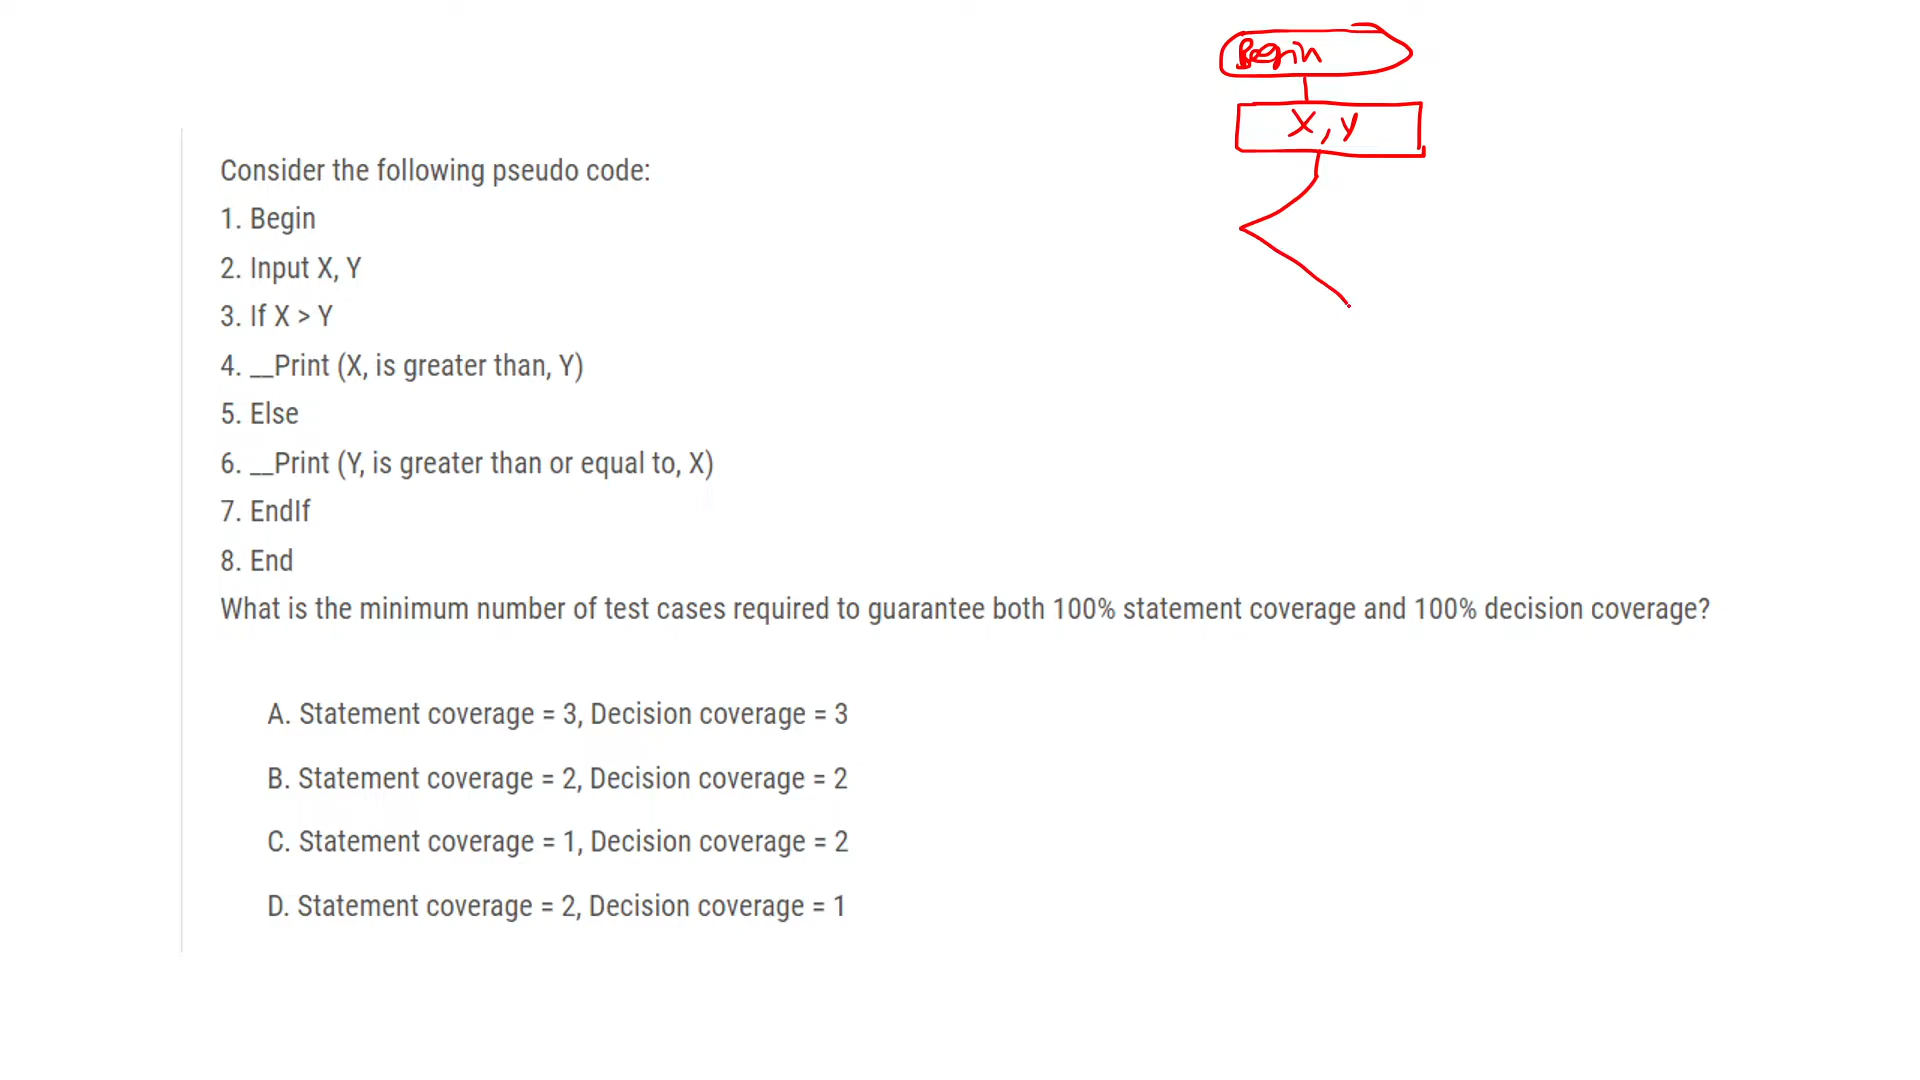 Begin
X, Y
Consider the following pseudo code:
1. Begin
2. Input X, Y
3. If X > Y
4. __Print (X, is greater than, Y)
5. Else
6. __Print (Y, is greater than or equal to, X)
7. EndIf
8. End
What is the minimum number of test cases required to guarantee both 100% statement coverage and 100% decision coverage?
A. Statement coverage = 3, Decision coverage = 3
B. Statement coverage = 2, Decision coverage = 2
C. Statement coverage = 1, Decision coverage = 2
D. Statement coverage = 2, Decision coverage = 1